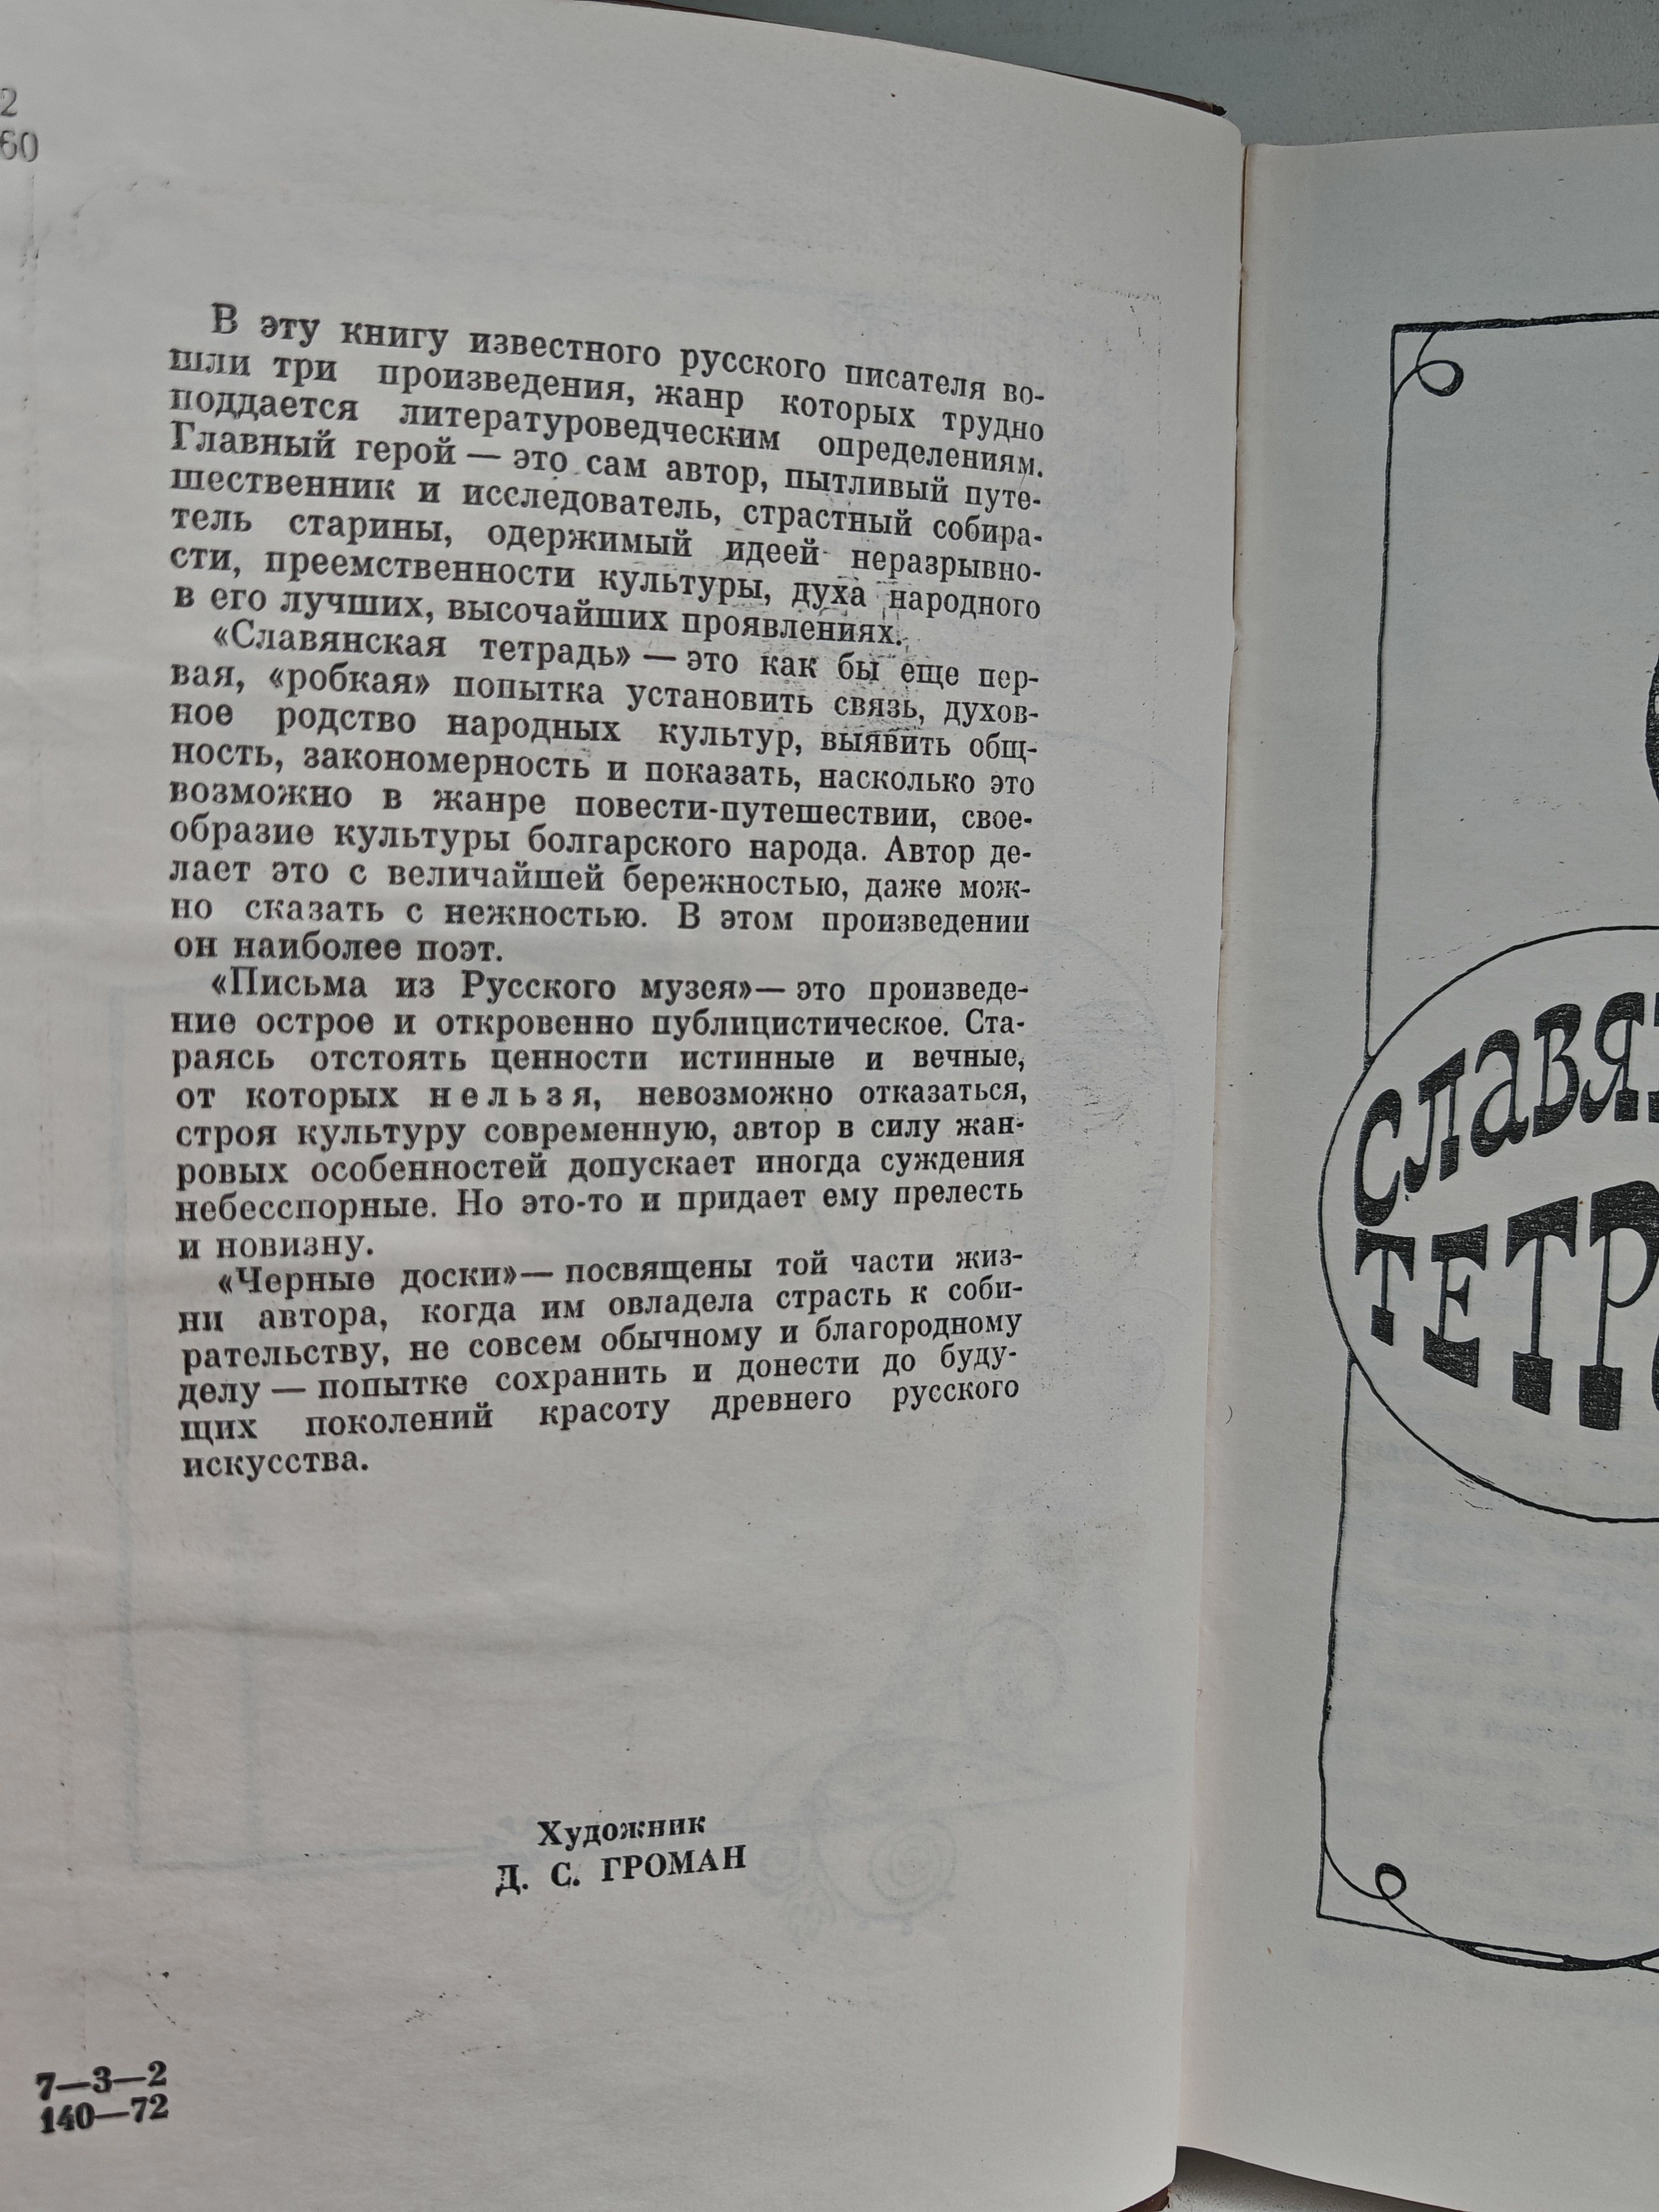 2
60
В эту книгу известного русского писателя во-
шли три произведения, жанр которых трудно
поддается литературоведческим определениям.
Главный герой — это сам автор, пытливый путе-
шественник и исследователь, страстный собира-
тель старины, одержимый идеей неразрывно-
сти, преемственности культуры, духа народного
в его лучших, высочайших проявлениях.
«Славянская тетрадь» — это как бы еще пер-
вая, «робкая» попытка установить связь, духов-
ное родство народных культур, выявить общ-
ность, закономерность и показать, насколько это
возможно в жанре повести-путешествии, свое-
образие культуры болгарского народа. Автор де-
лает это с величайшей бережностью, даже мож-
но сказать с нежностью. В этом произведении
он наиболее поэт.
«Письма из Русского музея»— это произведе-
ние острое и откровенно публицистическое. Ста-
раясь отстоять ценности истинные и вечные,
от которых нельзя, невозможно отказаться,
строя культуру современную, автор в силу жан-
ровых особенностей допускает иногда суждения
небесспорные. Но это-то и придает ему прелесть
и новизну.
«Черные доски»— посвящены той части жиз-
ни автора, когда им овладела страсть к соби-
рательству, не совсем обычному и благородному
делу — попытке сохранить и донести до буду-
щих поколений красоту древнего русского
искусства.
Художник
Д. С. ГРОМАН
7—3—2
140—72
СЛАВЯ
ТЕТР